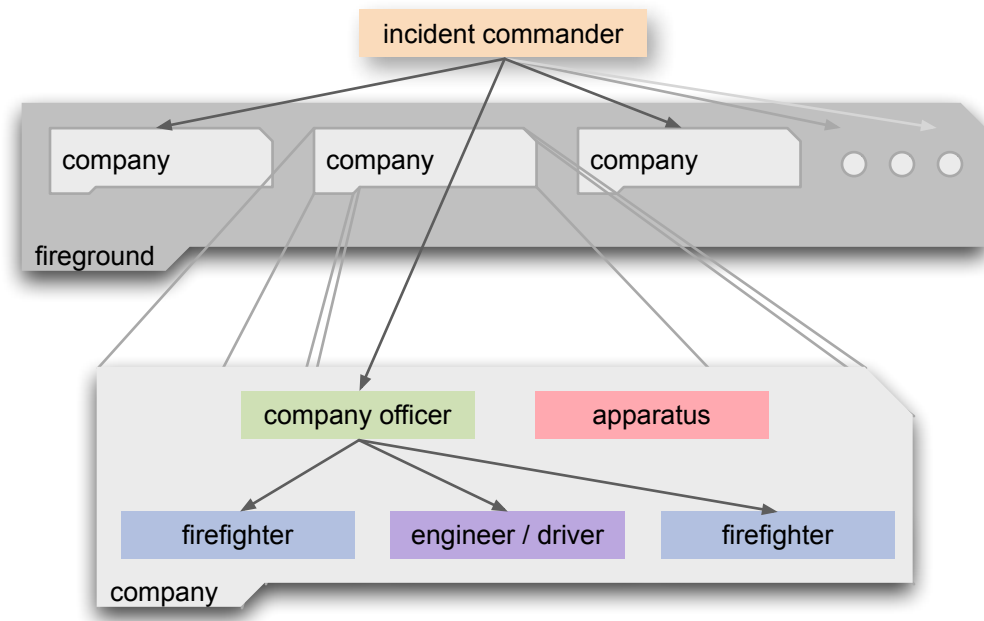 incident commander
company
company
company
fireground
company officer
apparatus
firefighter
engineer / driver
firefighter
company